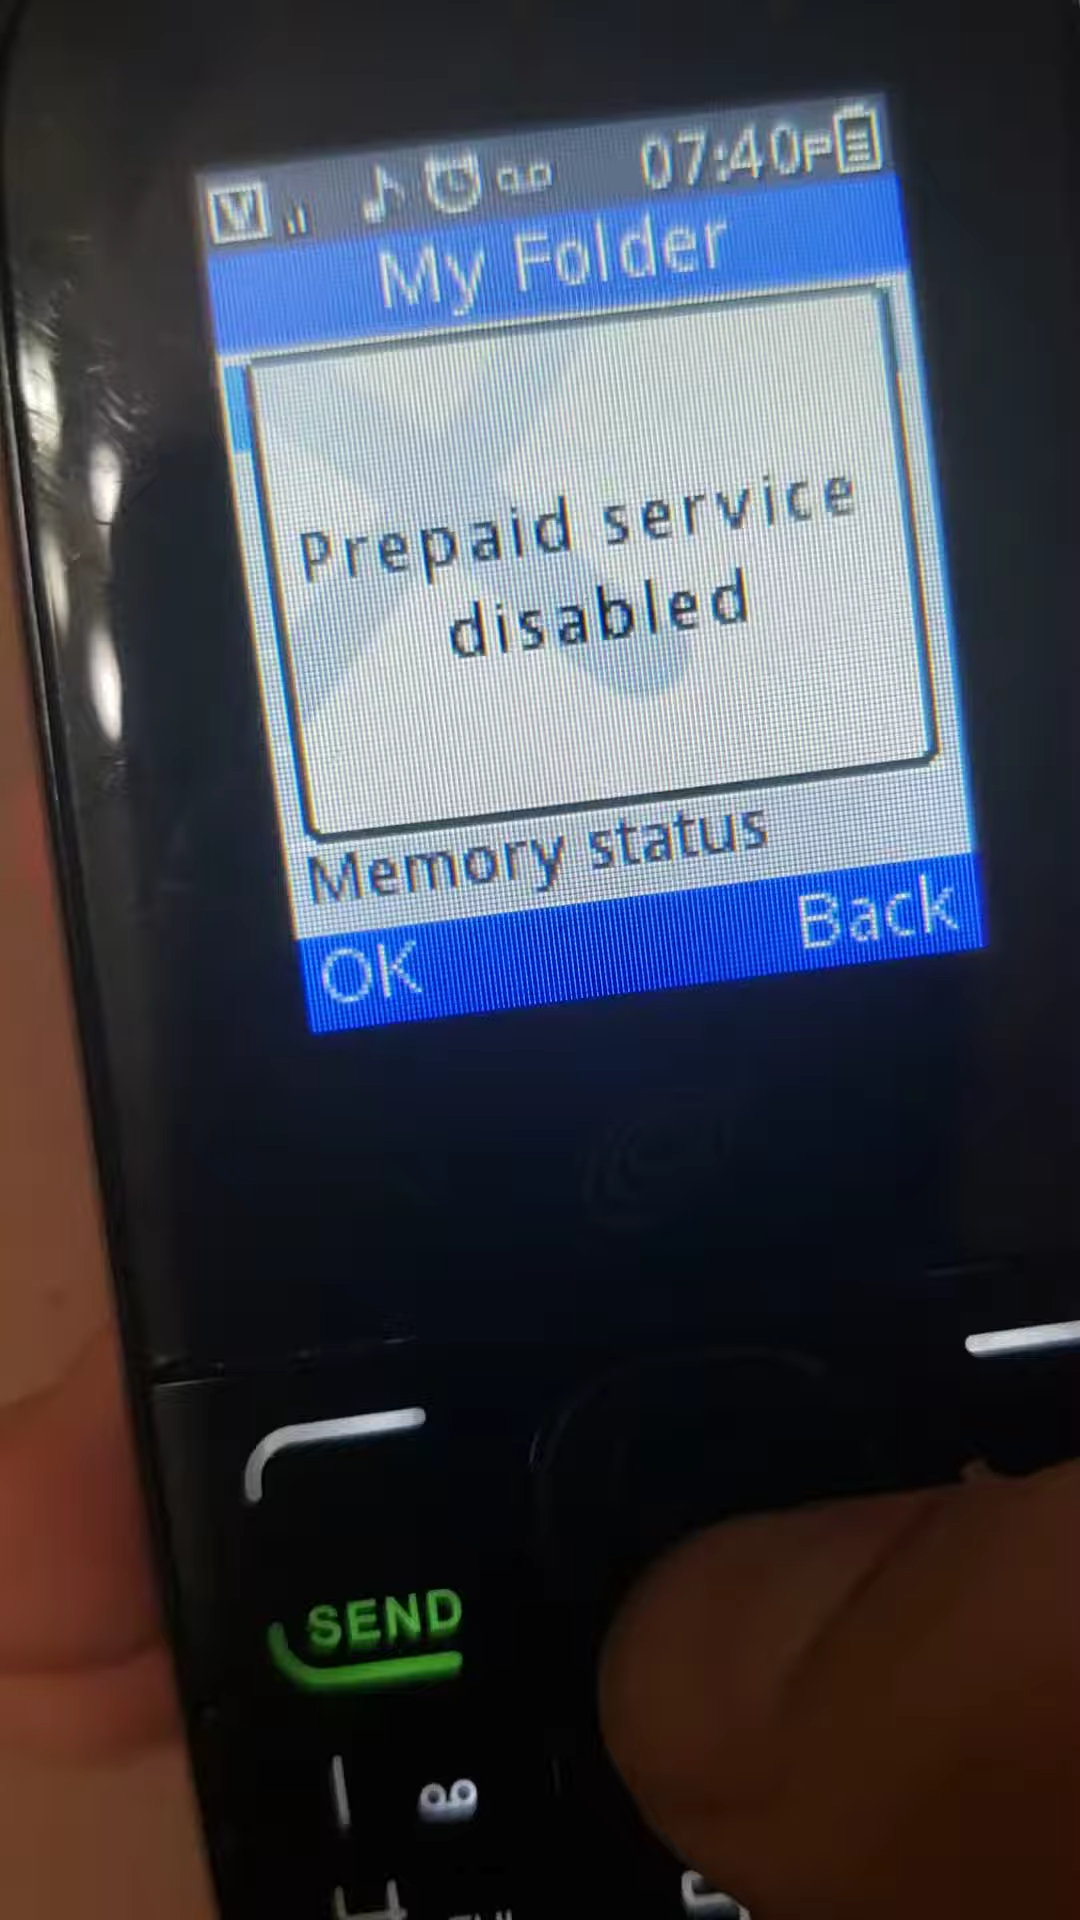 V 07:40P
My Folder
Prepaid service
disabled
Memory status
OK Back
SEND